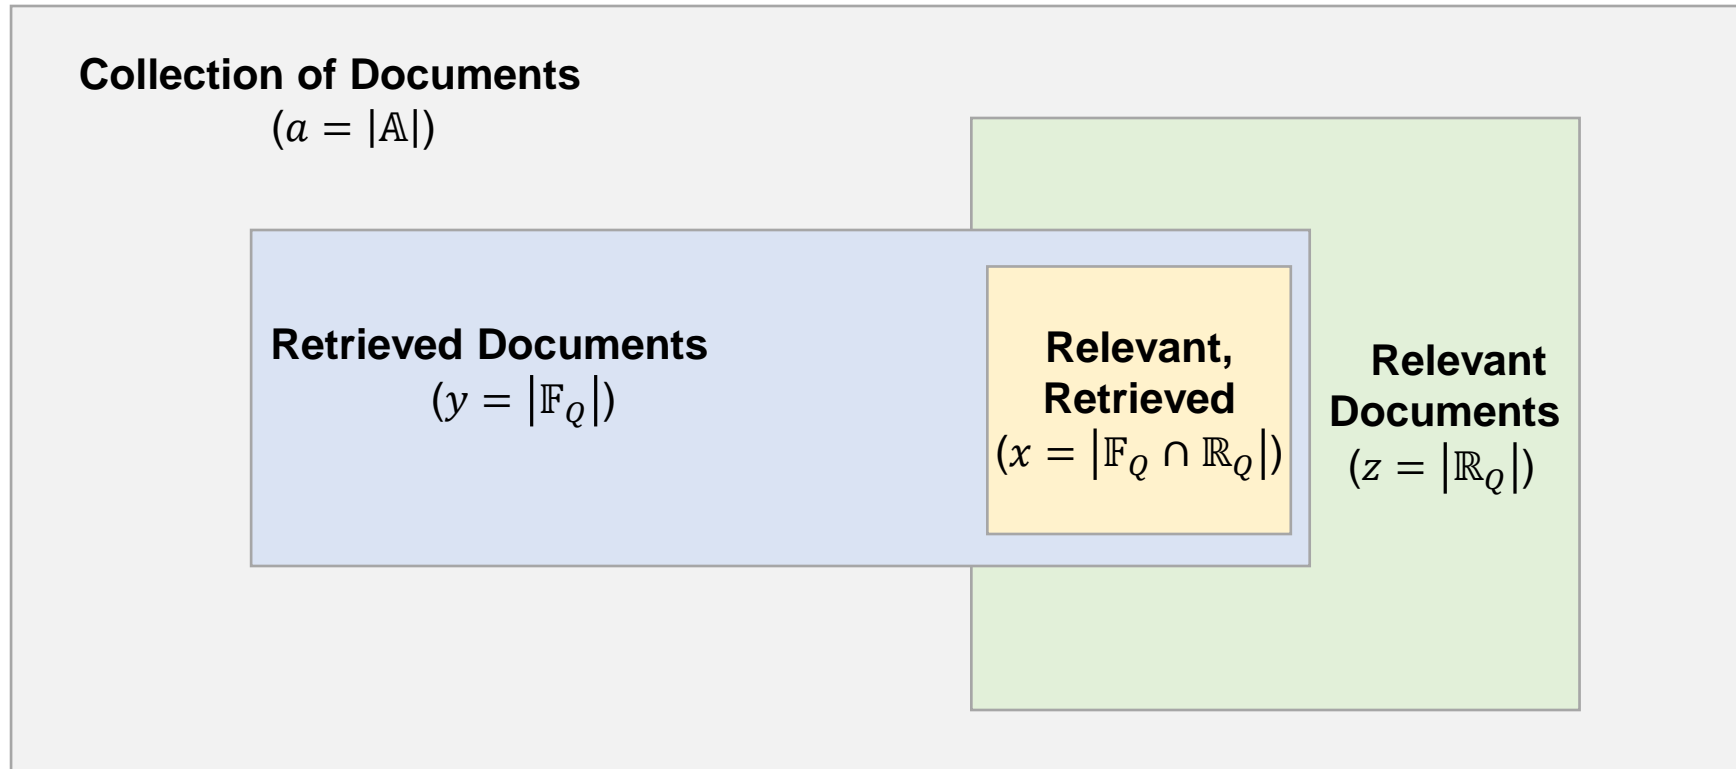 Collection of Documents
(𝑎 = |𝔸|)
Retrieved Documents
(𝑦 = |𝔽_𝑄|)
Relevant,
Retrieved
(𝑥 = |𝔽_𝑄 ∩ ℝ_𝑄|)
Relevant
Documents
(𝑧 = |ℝ_𝑄|)